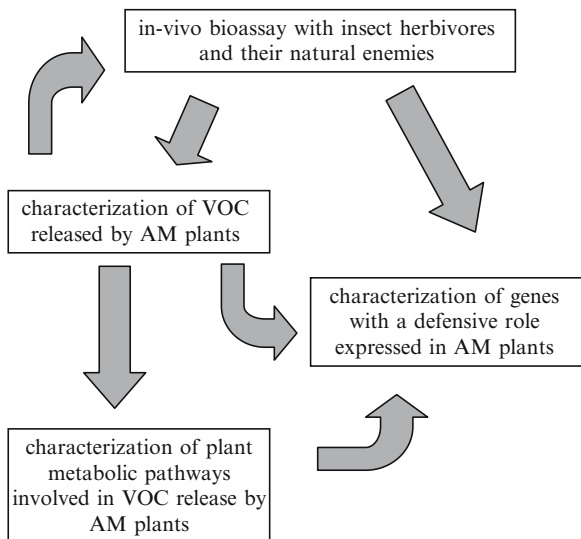 in-vivo bioassay with insect herbivores
and their natural enemies
characterization of VOC
released by AM plants
characterization of genes
with a defensive role
expressed in AM plants
characterization of plant
metabolic pathways
involved in VOC release by
AM plants